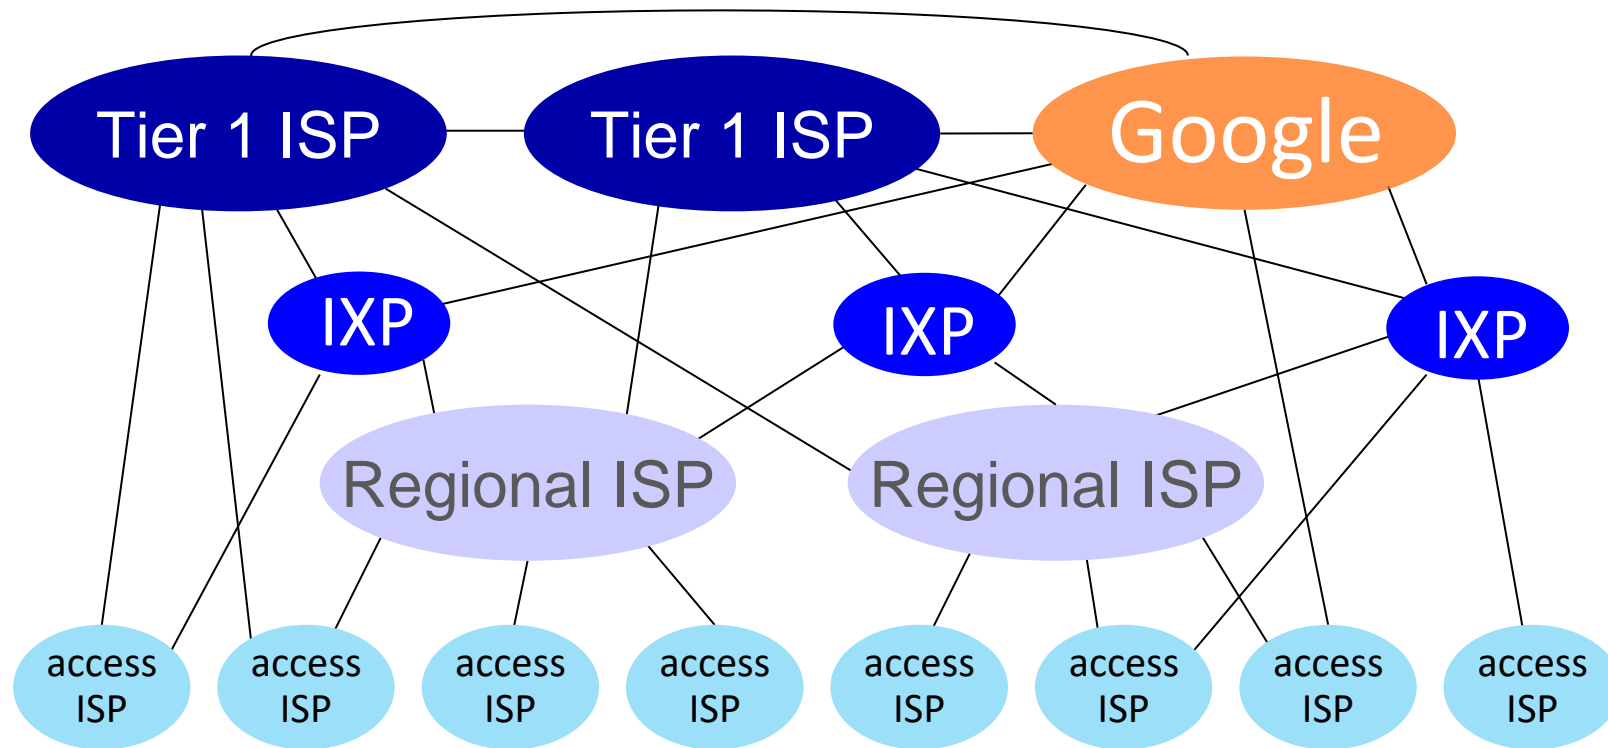 Tier 1 ISP
Tier 1 ISP
Google
IXP
IXP
IXP
Regional ISP
Regional ISP
access
ISP
access
ISP
access
ISP
access
ISP
access
ISP
access
ISP
access
ISP
access
ISP